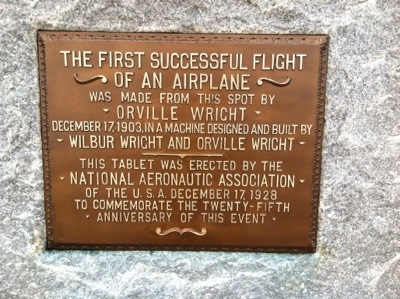 THE FIRST SUCCESSFUL FLIGHT
OF AN AIRPLANE
WAS MADE FROM THIS SPOT BY
· ORVILLE WRIGHT ·
DECEMBER 17, 1903, IN A MACHINE DESIGNED AND BUILT BY
· WILBUR WRIGHT AND ORVILLE WRIGHT ·
THIS TABLET WAS ERECTED BY THE
· NATIONAL AERONAUTIC ASSOCIATION ·
OF THE U.S.A. DECEMBER 17, 1928
TO COMMEMORATE THE TWENTY-FIFTH
· ANNIVERSARY OF THIS EVENT ·